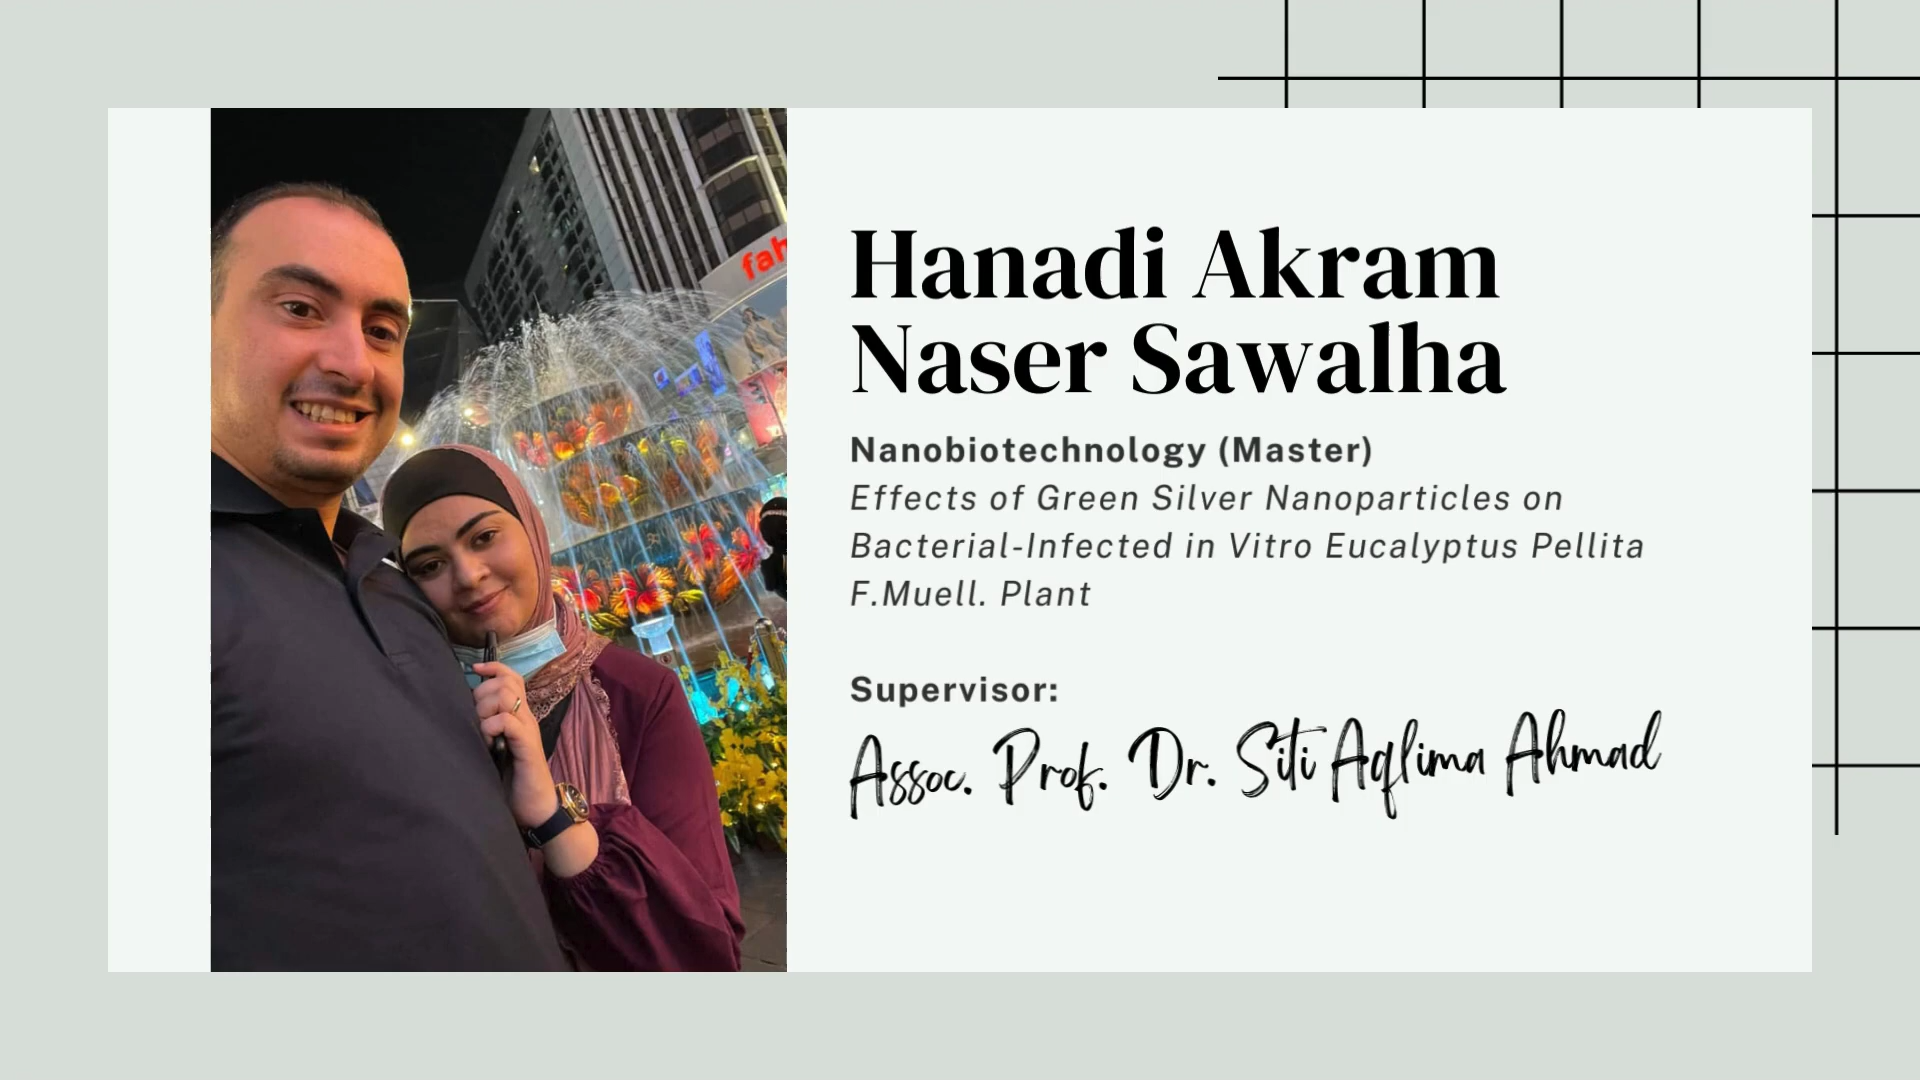 fah
Hanadi Akram
Naser Sawalha
Nanobiotechnology (Master)
Effects of Green Silver Nanoparticles on
Bacterial-Infected in Vitro Eucalyptus Pellita
F.Muell. Plant
Supervisor:
Assoc. Prof. Dr. Siti Aqlima Ahmad